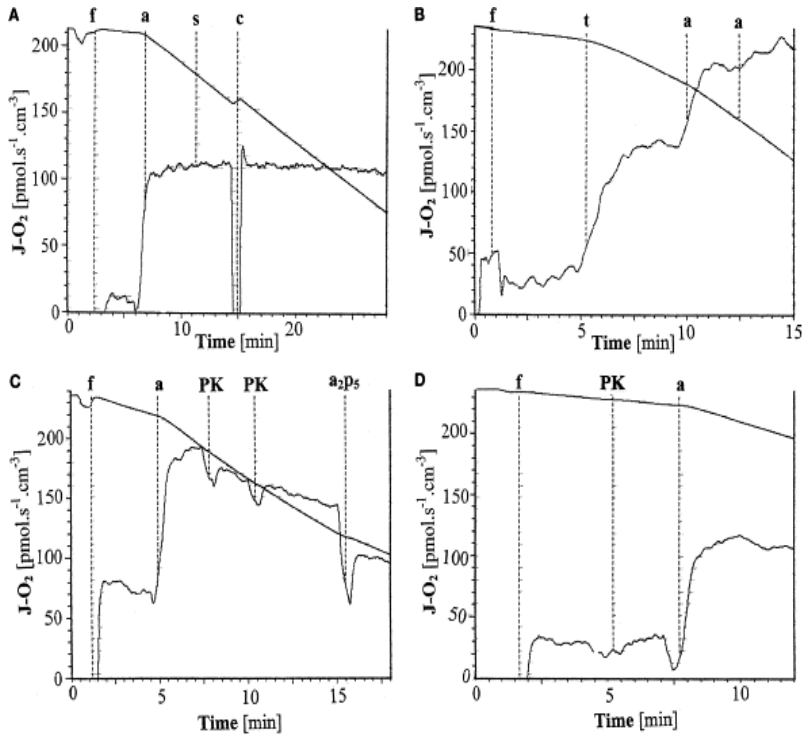 A
f a s c
J-O₂ [pmol.s⁻¹.cm⁻³]
210
150
100
50
0
0 10 20
Time [min]
B
f t a a
J-O₂ [pmol.s⁻¹.cm⁻³]
200
150
100
50
0
0 5 10 15
Time [min]
C
f a PK PK a₂p₅
J-O₂ [pmol.s⁻¹.cm⁻³]
200
150
100
50
0
0 5 10 15
Time [min]
D
f PK a
J-O₂ [pmol.s⁻¹.cm⁻³]
200
150
100
50
0
0 5 10
Time [min]